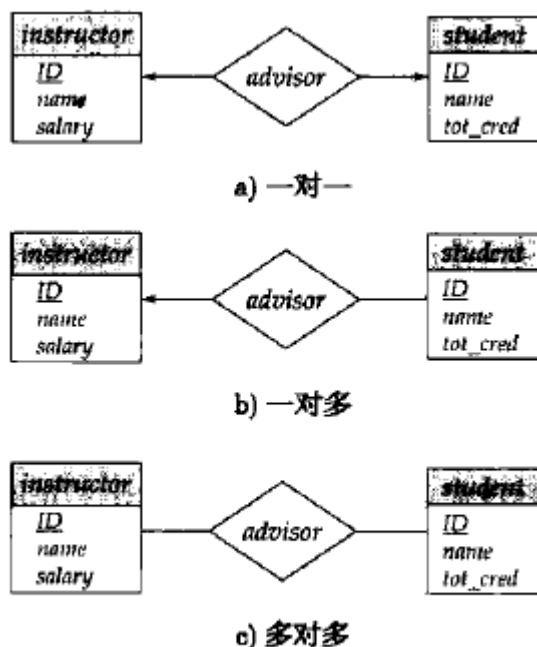 instructor
student
ID
name
salary
advisor
ID
name
tot_cred
a) 一对一
instructor
student
ID
name
salary
advisor
ID
name
tot_cred
b) 一对多
instructor
student
ID
name
salary
advisor
ID
name
tot_cred
c) 多对多